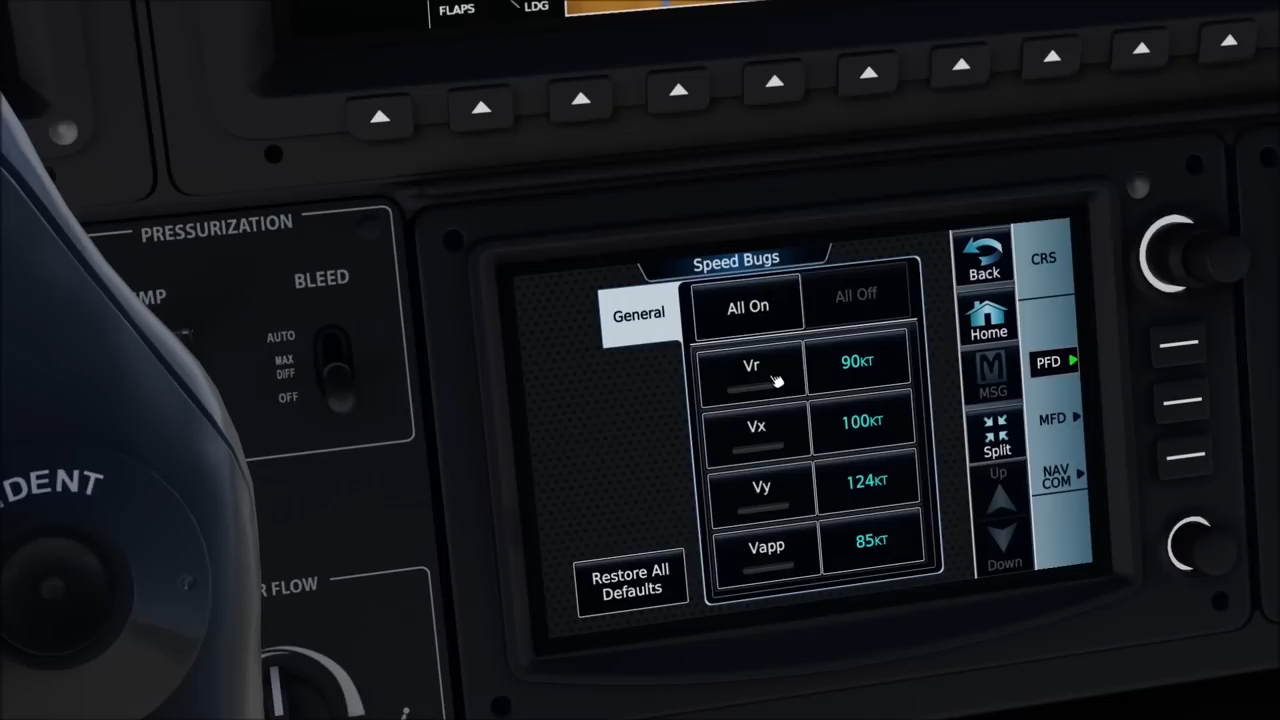 FLAPS
LDG
PRESSURIZATION
BLEED
AUTO
MAX
DIFF
OFF
Speed Bugs
General
All On
All Off
Vr
90KT
Vx
100KT
Vy
124KT
Vapp
85KT
Restore All
Defaults
Back
Home
MSG
Split
Up
Down
CRS
PFD
MFD
NAV
COM
FLOW